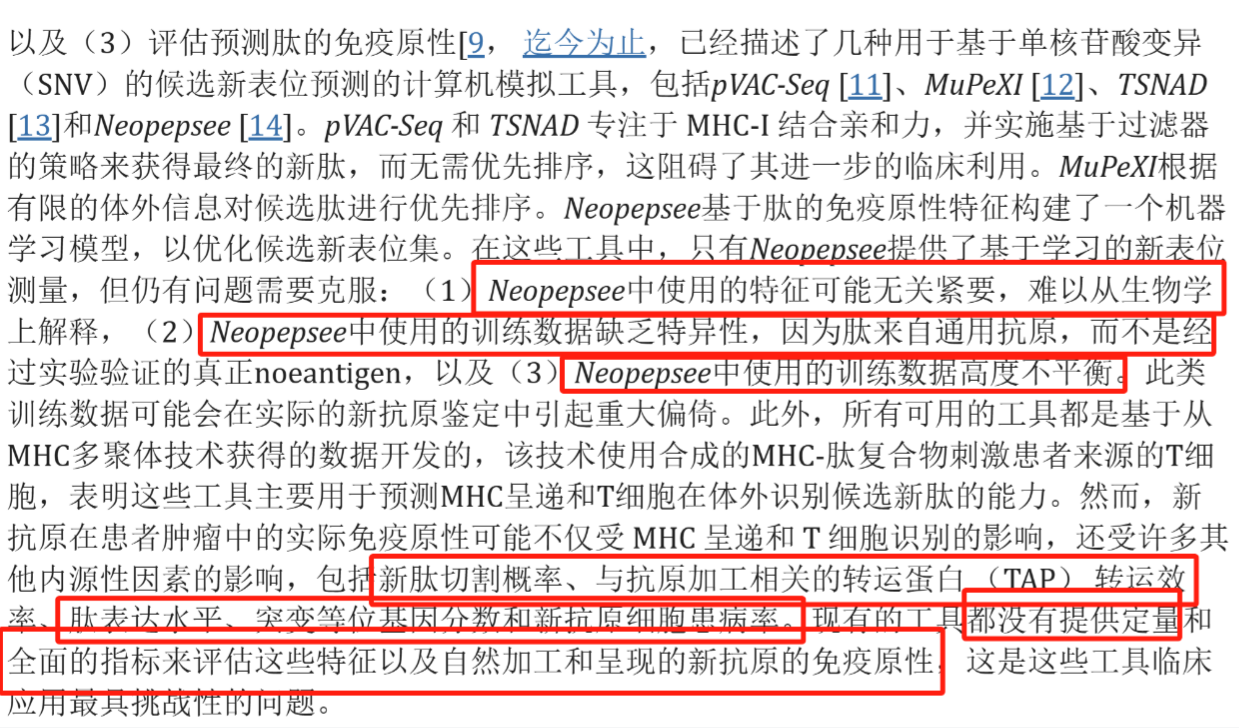 以及（3）评估预测肽的免疫原性[9， 迄今为止，已经描述了几种用于基于单核苷酸变异
（SNV）的候选新表位预测的计算机模拟工具，包括pVAC-Seq [11]、MuPeXI [12]、TSNAD
[13]和Neopepsee [14]。pVAC-Seq 和 TSNAD 专注于 MHC-I 结合亲和力，并实施基于过滤器
的策略来获得最终的新肽，而无需优先排序，这阻碍了其进一步的临床利用。MuPeXI根据
有限的体外信息对候选肽进行优先排序。Neopepsee基于肽的免疫原性特征构建了一个机器
学习模型，以优化候选新表位集。在这些工具中，只有Neopepsee提供了基于学习的新表位
测量，但仍有问题需要克服：（1）Neopepsee中使用的特征可能无关紧要，难以从生物学
上解释，（2）Neopepsee中使用的训练数据缺乏特异性，因为肽来自通用抗原，而不是经
过实验验证的真正noeantigen，以及（3）Neopepsee中使用的训练数据高度不平衡。此类
训练数据可能会在实际的新抗原鉴定中引起重大偏倚。此外，所有可用的工具都是基于从
MHC多聚体技术获得的数据开发的，该技术使用合成的MHC-肽复合物刺激患者来源的T细
胞，表明这些工具主要用于预测MHC呈递和T细胞在体外识别候选新肽的能力。然而，新
抗原在患者肿瘤中的实际免疫原性可能不仅受 MHC 呈递和 T 细胞识别的影响，还受许多其
他内源性因素的影响，包括新肽切割概率、与抗原加工相关的转运蛋白 （TAP） 转运效
率、肽表达水平、突变等位基因分数和新抗原细胞患病率。现有的工具都没有提供定量和
全面的指标来评估这些特征以及自然加工和呈现的新抗原的免疫原性，这是这些工具临床
应用最具挑战性的问题。